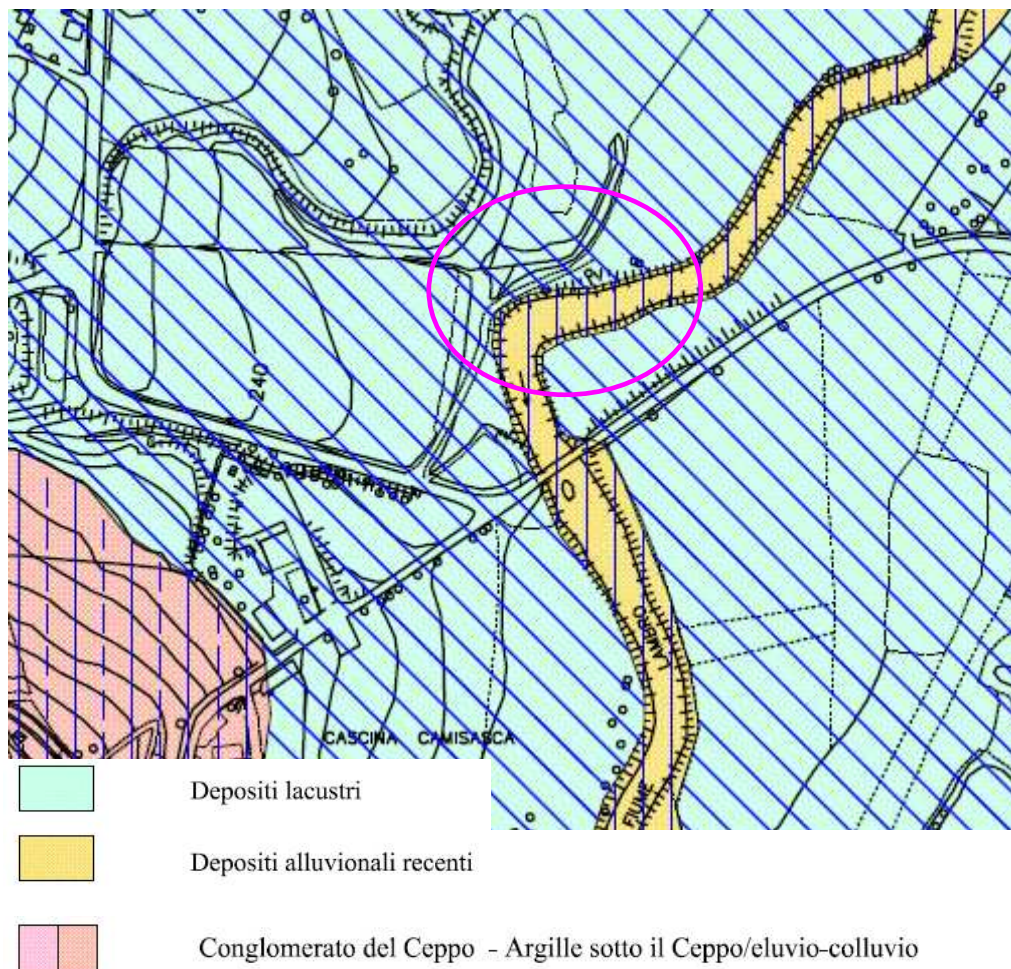 240
CASCINA CAMISASCA
LAMBRO
FIUME
Depositi lacustri
Depositi alluvionali recenti
Conglomerato del Ceppo - Argille sotto il Ceppo/eluvio-colluvio